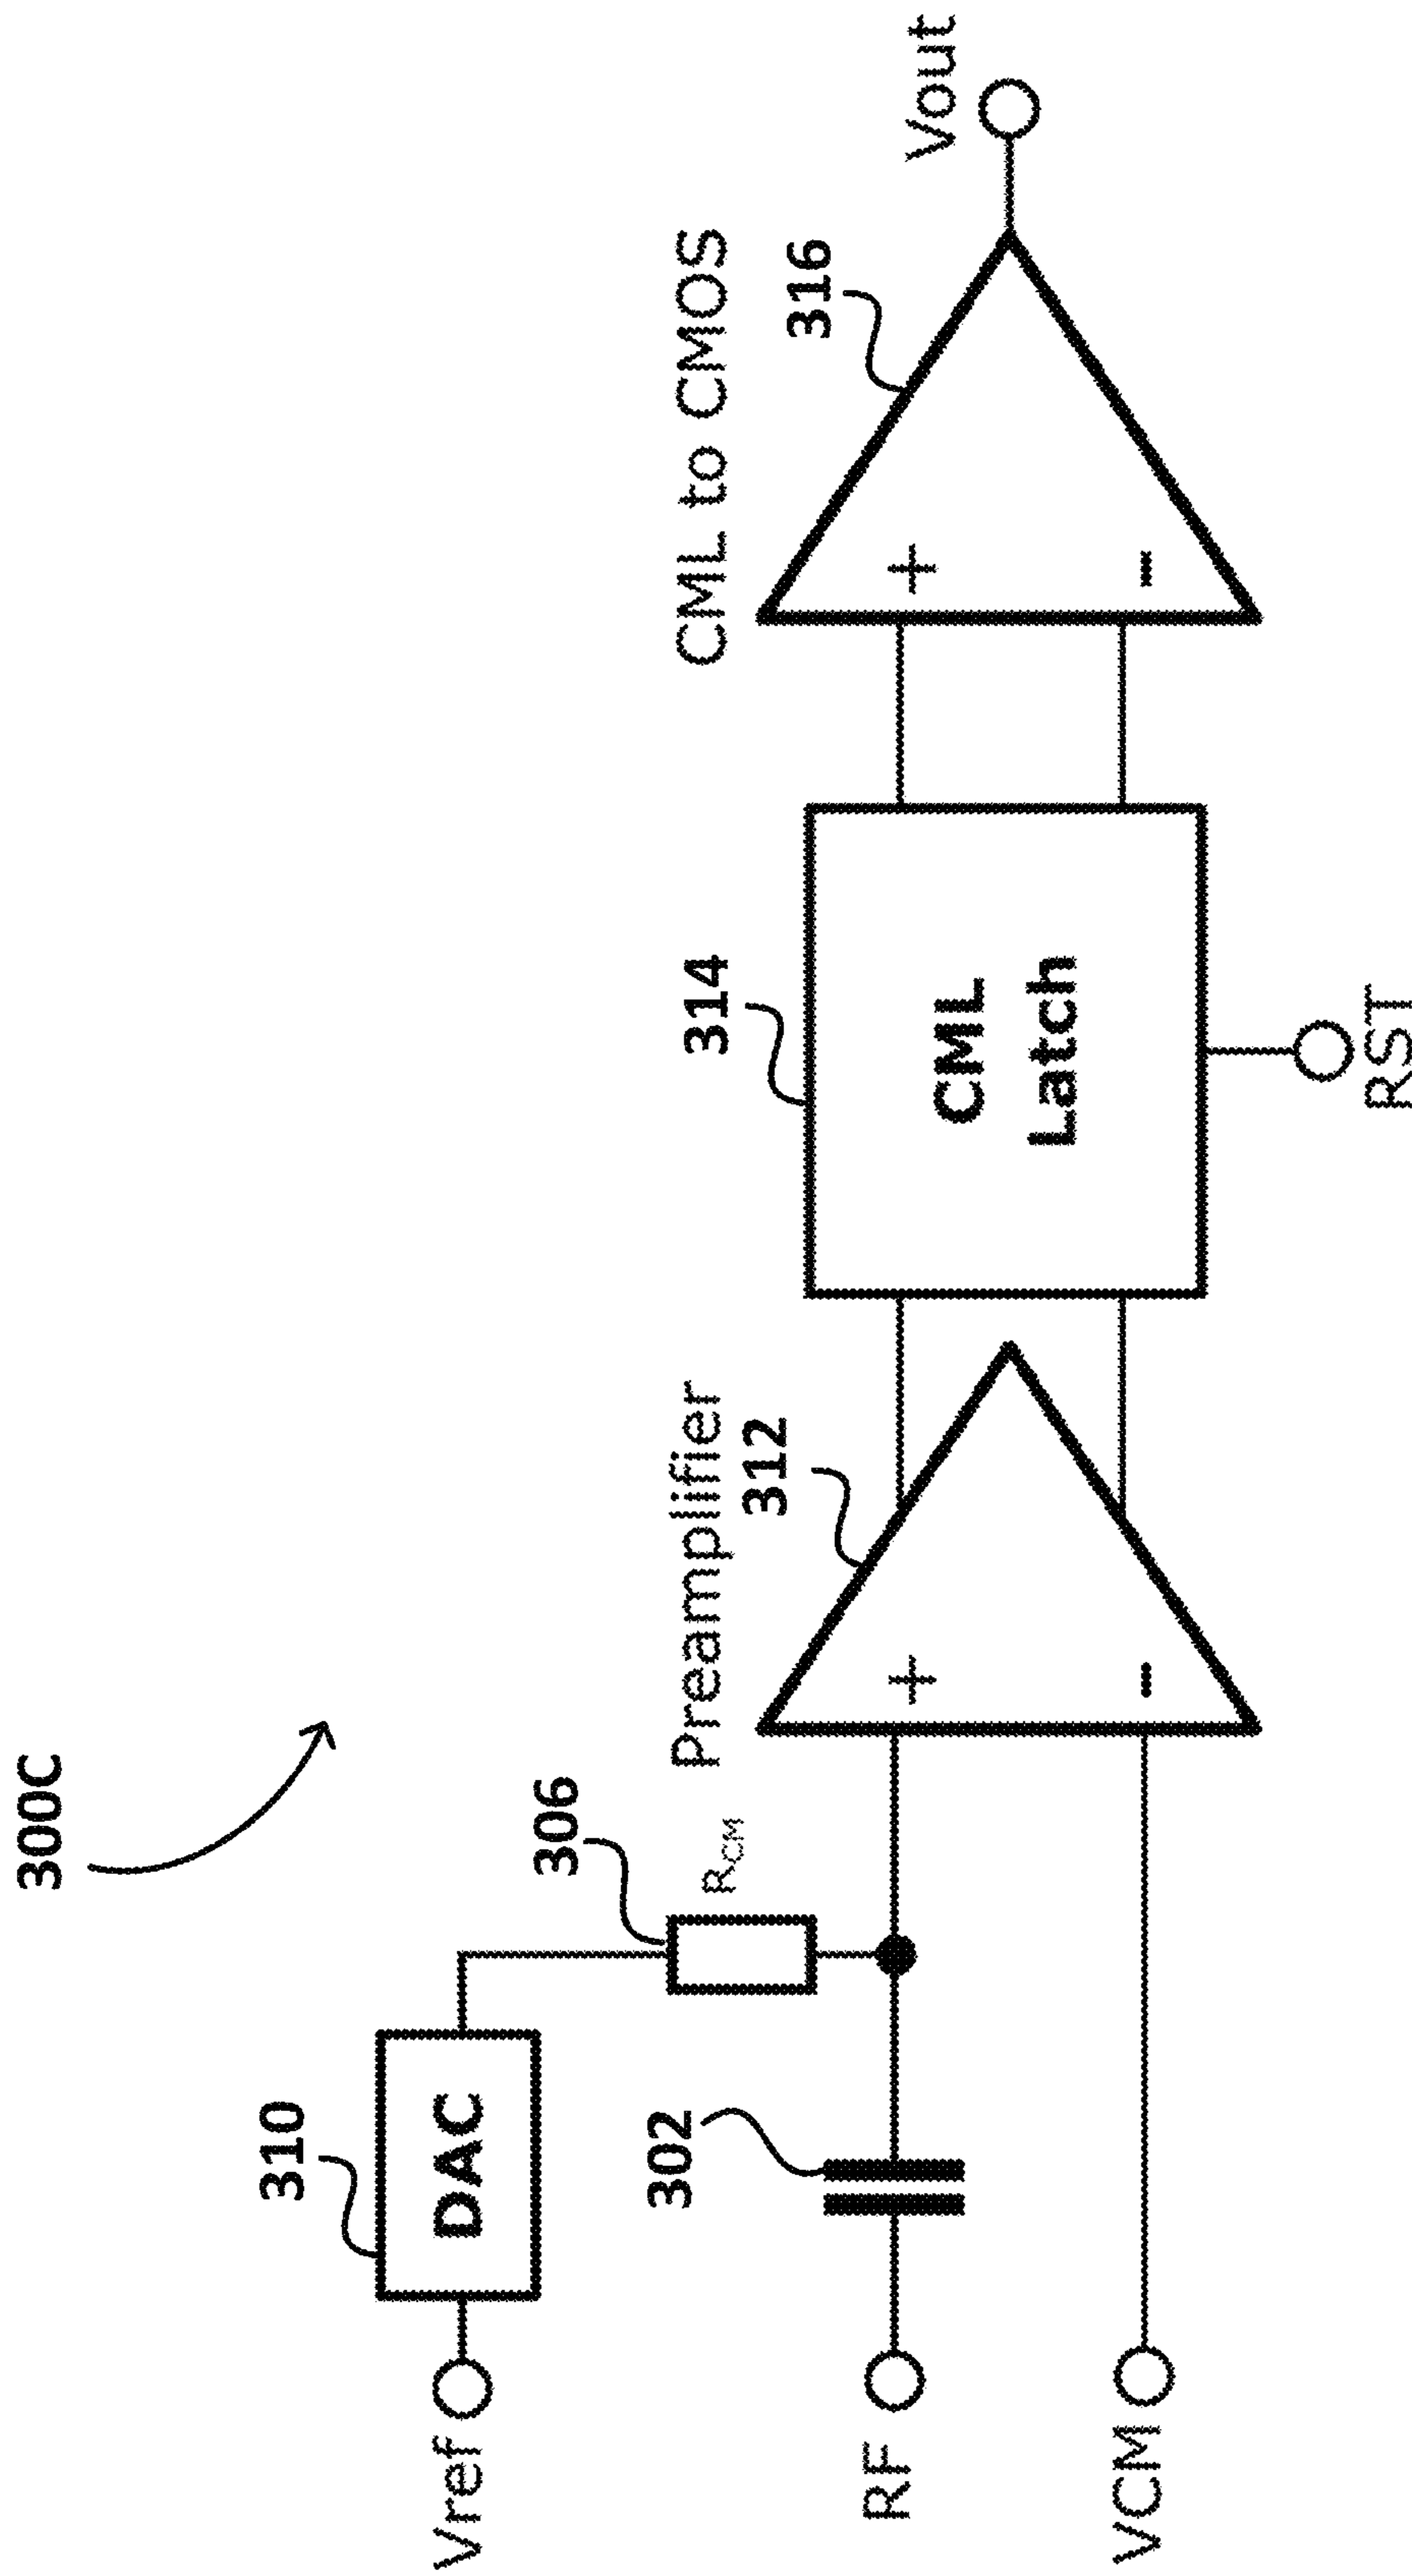 300C
310
DAC
Vref
306
R_CM
302
RF
VCM
Preamplifier
312
+
-
314
CML
Latch
RST
CML to CMOS
316
+
-
Vout